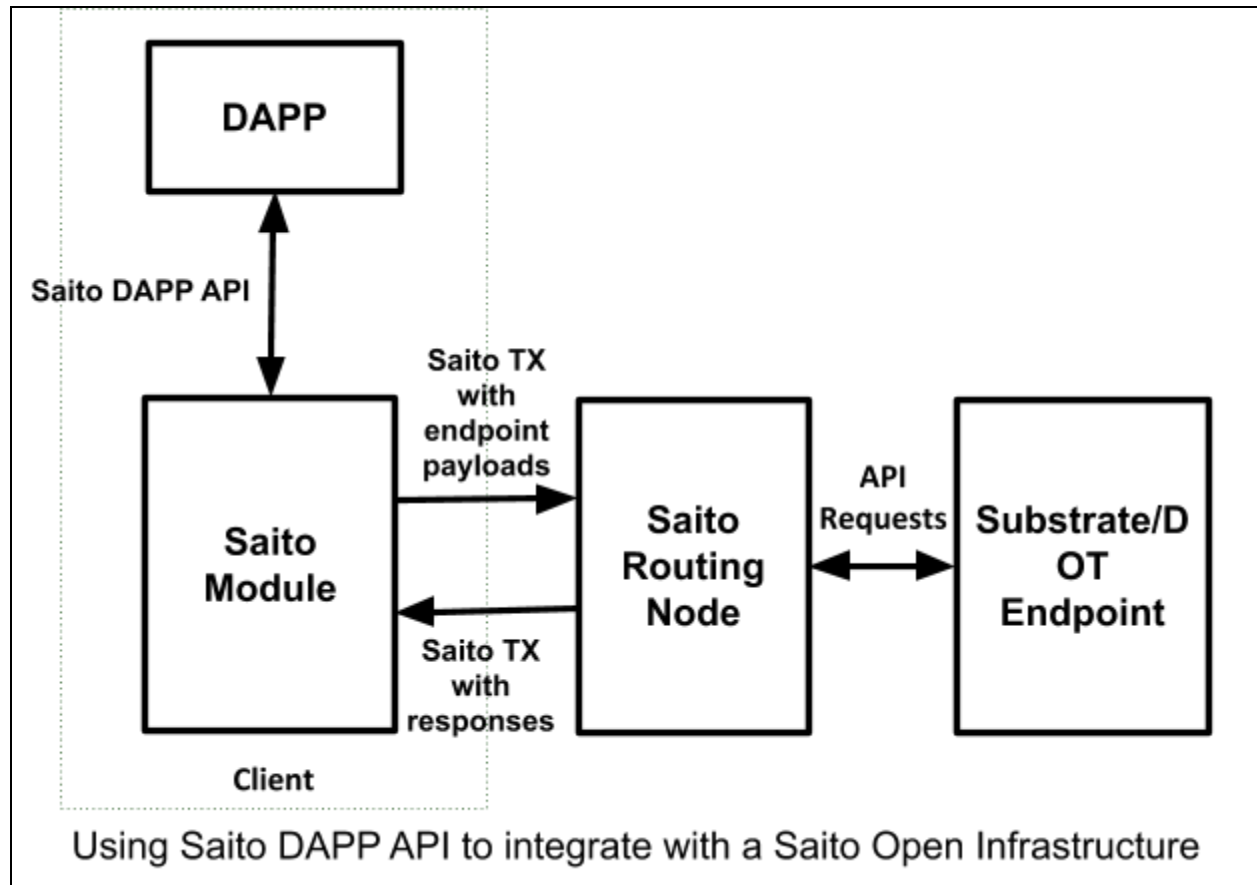 DAPP
Saito DAPP API
Saito TX
with
endpoint
payloads
Saito
Module
Saito TX
with
responses
Client
Saito
Routing
Node
API
Requests
Substrate/D
OT
Endpoint
Using Saito DAPP API to integrate with a Saito Open Infrastructure